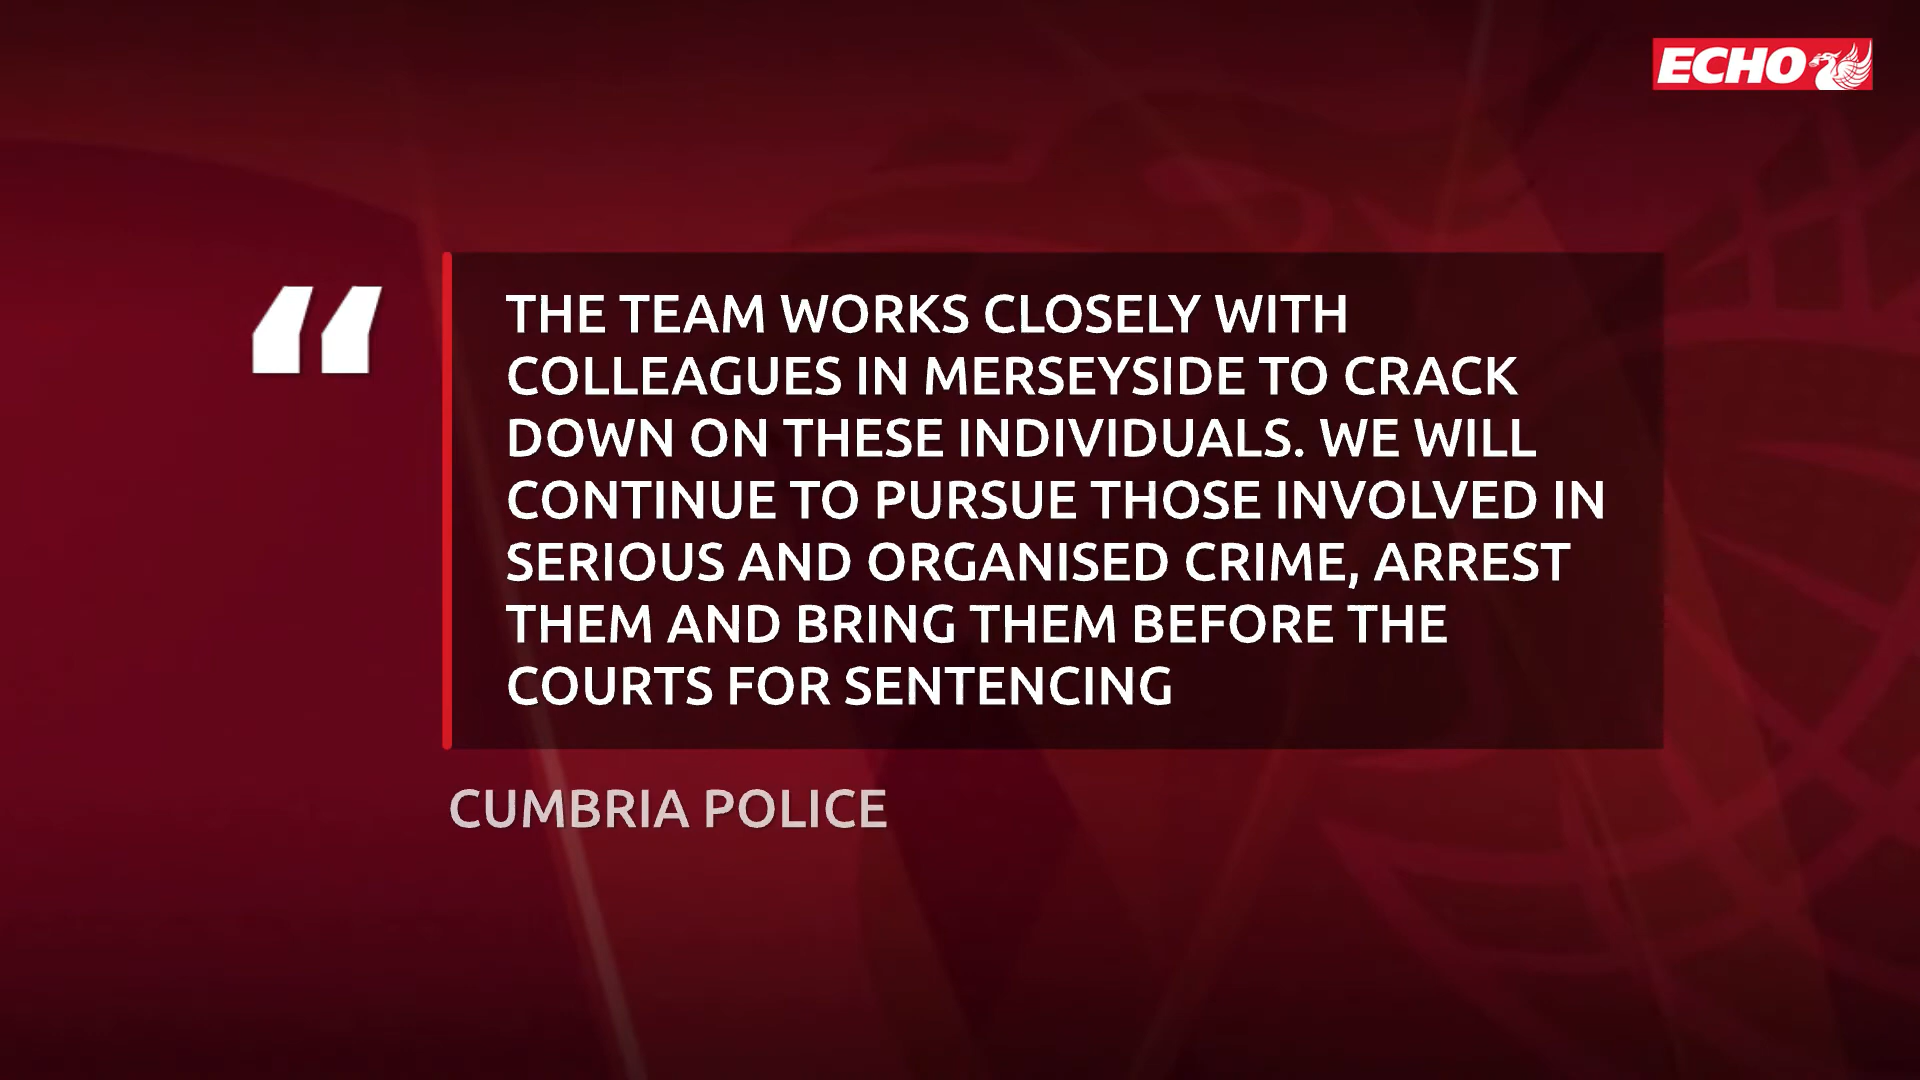 ECHO
THE TEAM WORKS CLOSELY WITH
COLLEAGUES IN MERSEYSIDE TO CRACK
DOWN ON THESE INDIVIDUALS. WE WILL
CONTINUE TO PURSUE THOSE INVOLVED IN
SERIOUS AND ORGANISED CRIME, ARREST
THEM AND BRING THEM BEFORE THE
COURTS FOR SENTENCING
CUMBRIA POLICE